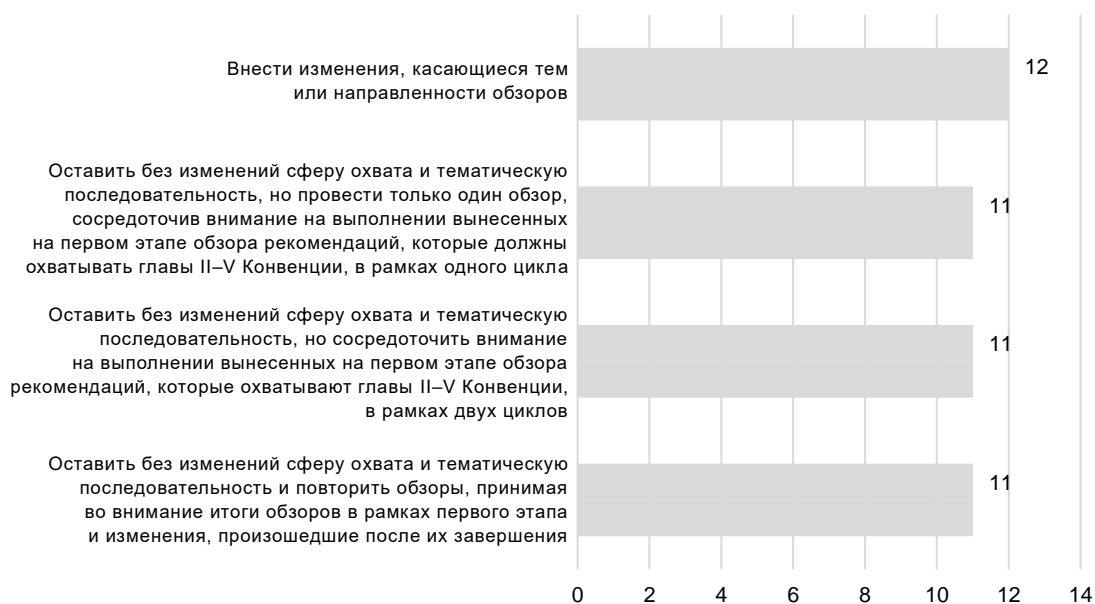 Внести изменения, касающиеся тем
или направленности обзоров
12
Оставить без изменений сферу охвата и тематическую
последовательность, но провести только один обзор,
сосредоточив внимание на выполнении вынесенных
на первом этапе обзора рекомендаций, которые должны
охватывать главы II–V Конвенции, в рамках одного цикла
11
Оставить без изменений сферу охвата и тематическую
последовательность, но сосредоточить внимание
на выполнении вынесенных на первом этапе обзора
рекомендаций, которые охватывают главы II–V Конвенции,
в рамках двух циклов
11
Оставить без изменений сферу охвата и тематическую
последовательность и повторить обзоры, принимая
во внимание итоги обзоров в рамках первого этапа
и изменения, произошедшие после их завершения
11
0 2 4 6 8 10 12 14